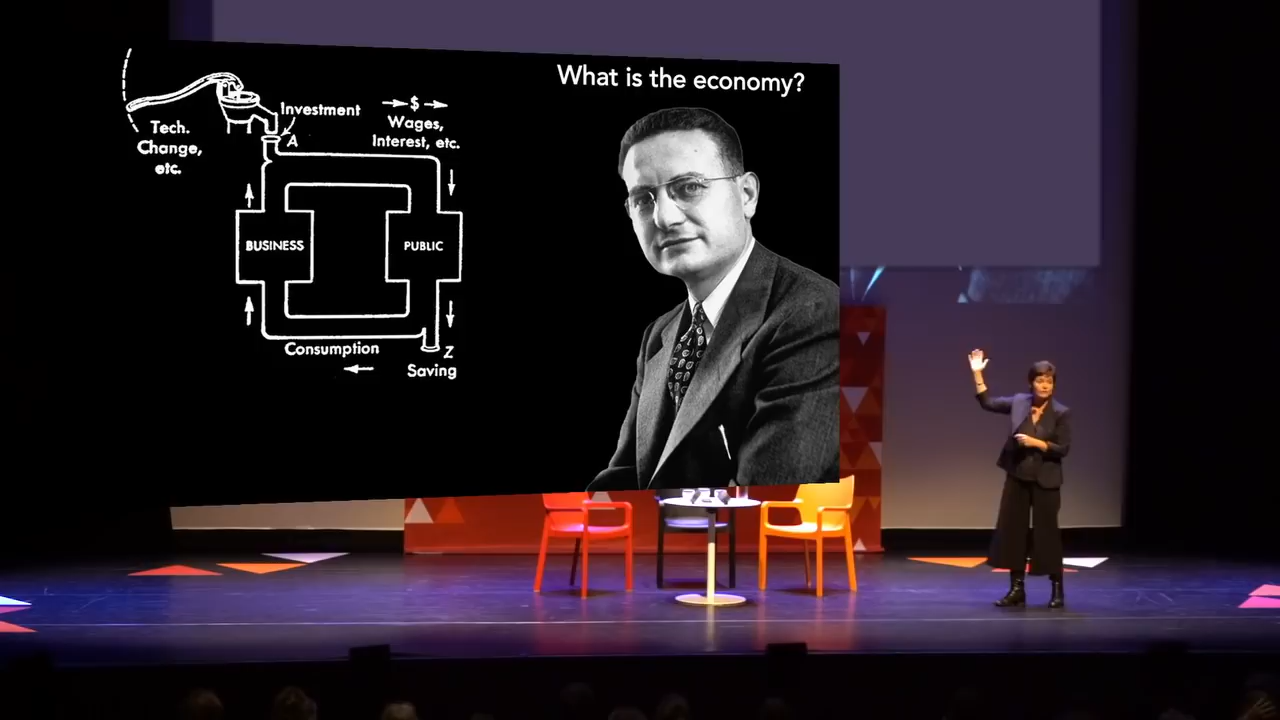 What is the economy?
Investment
→$→
Wages,
Interest, etc.
A
Tech.
Change,
etc.
BUSINESS
PUBLIC
Consumption
Z
Saving